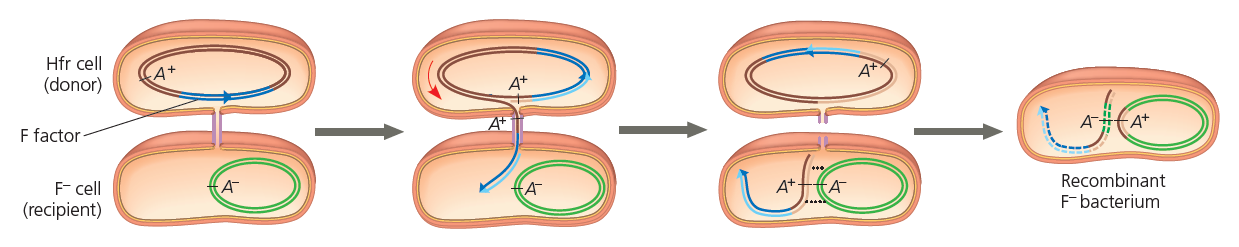 Hfr cell
(donor)
F factor
F⁻ cell
(recipient)
A⁺
A⁻
A⁺
A⁺
A⁻
A⁺
A⁺ A⁻
A⁻ A⁺
Recombinant
F⁻ bacterium